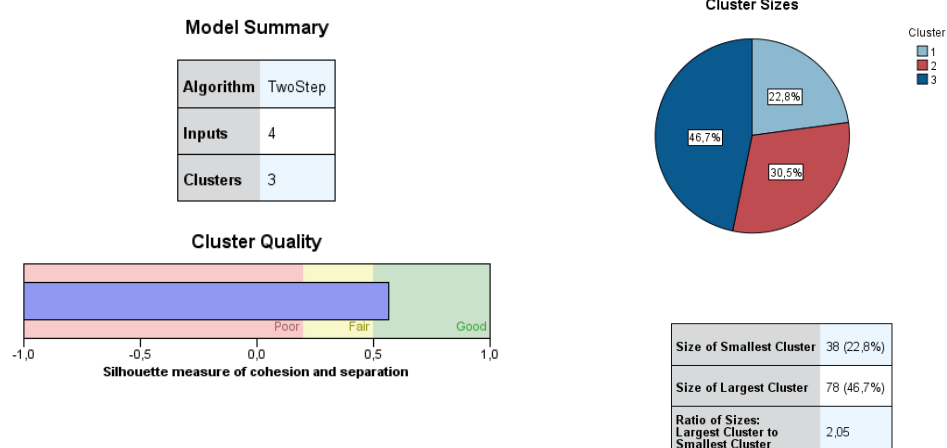 Model Summary
Algorithm TwoStep
Inputs 4
Clusters 3
Cluster Quality
Poor Fair Good
-1,0 -0,5 0,0 0,5 1,0
Silhouette measure of cohesion and separation
Cluster Sizes
Cluster
1
2
3
22,8%
46,7%
30,5%
Size of Smallest Cluster 38 (22,8%)
Size of Largest Cluster 78 (46,7%)
Ratio of Sizes:
Largest Cluster to 2,05
Smallest Cluster